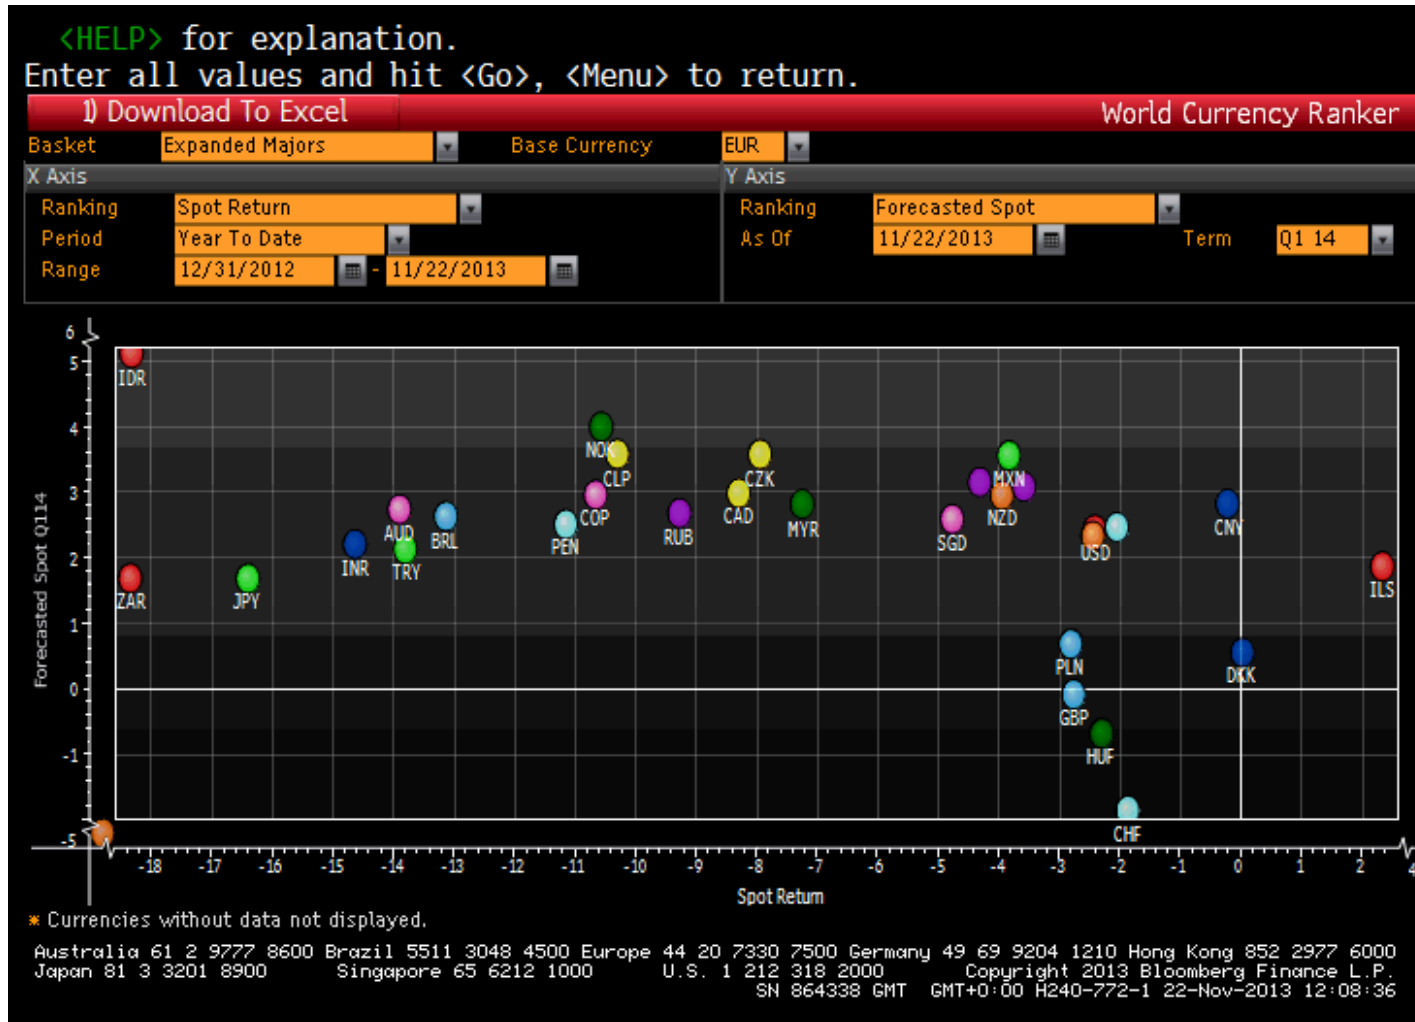 <HELP> for explanation.
Enter all values and hit <Go>, <Menu> to return.
1) Download To Excel World Currency Ranker
Basket Expanded Majors Base Currency EUR
X Axis Y Axis
Ranking Spot Return Ranking Forecasted Spot
Period Year To Date As Of 11/22/2013 Term Q1 14
Range 12/31/2012 - 11/22/2013
6
5
IDR
4
NOK
CLP CZK MXN
3
COP CAD MYR NZD CNY
AUD BRL PEN RUB SGD USD
2
INR TRY ILS
ZAR JPY
1
PLN DKK
0
GBP
HUF
-1
CHF
-5
Forecasted Spot Q114
-18 -17 -16 -15 -14 -13 -12 -11 -10 -9 -8 -7 -6 -5 -4 -3 -2 -1 0 1 2 4
Spot Return
* Currencies without data not displayed.
Australia 61 2 9777 8600 Brazil 5511 3048 4500 Europe 44 20 7330 7500 Germany 49 69 9204 1210 Hong Kong 852 2977 6000
Japan 81 3 3201 8900 Singapore 65 6212 1000 U.S. 1 212 318 2000 Copyright 2013 Bloomberg Finance L.P.
SN 864338 GMT GMT+0:00 H240-772-1 22-Nov-2013 12:08:36